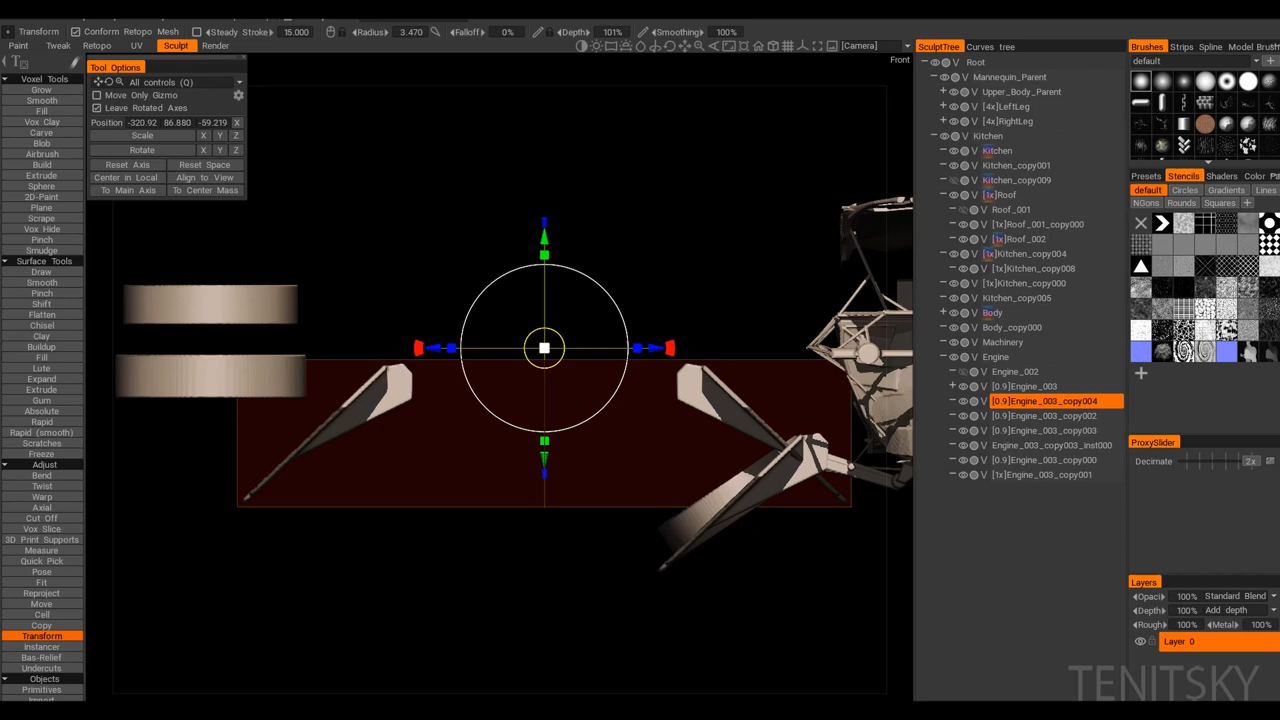 Transform Conform Retopo Mesh Steady Stroke 15.000 Radius 3.470 Falloff 0% Depth 101% Smoothing 100%
Paint Tweak Retopo UV Sculpt Render [Camera]
Front
Voxel Tools
Grow
Smooth
Fill
Vox Clay
Carve
Blob
Airbrush
Build
Extrude
Sphere
2D-Paint
Plane
Scrape
Vox Hide
Pinch
Smudge
Surface Tools
Draw
Smooth
Pinch
Shift
Flatten
Chisel
Clay
Buildup
Fill
Lute
Expand
Extrude
Gum
Absolute
Rapid
Rapid (smooth)
Scratches
Freeze
Adjust
Bend
Twist
Warp
Axial
Cut Off
Vox Slice
3D Print Supports
Measure
Quick Pick
Pose
Fit
Reproject
Move
Cell
Copy
Transform
Instancer
Bas-Relief
Undercuts
Objects
Primitives
Tool Options
All controls (Q)
Move Only Gizmo
Leave Rotated Axes
Position -320.92 86.880 -59.219 X
Scale X Y Z
Rotate X Y Z
Reset Axis Reset Space
Center in Local Align to View
To Main Axis To Center Mass
SculptTree Curves tree
V Root
V Mannequin_Parent
V Upper_Body_Parent
V [4x]LeftLeg
V [4x]RightLeg
V Kitchen
V Kitchen
V Kitchen_copy001
V Kitchen_copy009
V [1x]Roof
V Roof_001
V [1x]Roof_001_copy000
V [1x]Roof_002
V [1x]Kitchen_copy004
V [1x]Kitchen_copy008
V [1x]Kitchen_copy000
V Kitchen_copy005
V Body
V Body_copy000
V Machinery
V Engine
V Engine_002
V [0.9]Engine_003
V [0.9]Engine_003_copy004
V [0.9]Engine_003_copy002
V [0.9]Engine_003_copy003
V Engine_003_copy003_inst000
V [0.9]Engine_003_copy000
V [1x]Engine_003_copy001
Brushes Strips Spline Model
default
Presets Stencils Shaders Color
default Circles Gradients Lines
NGons Rounds Squares +
ProxySlider
Decimate 2x
Layers
Opaci 100% Standard Blend
Depth 100% Add depth
Rough 100% Metal 100%
Layer 0
TENITSKY